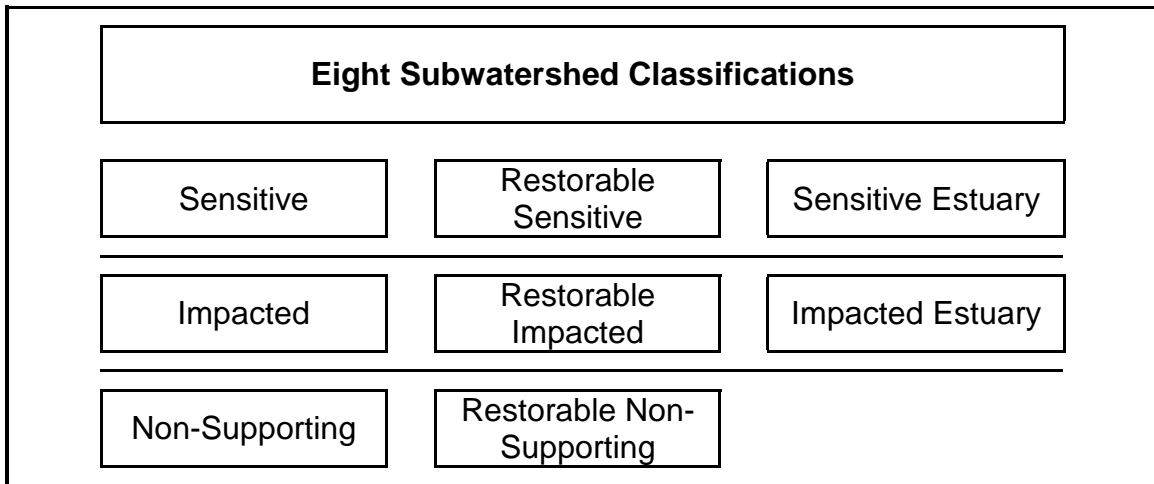 Eight Subwatershed Classifications
Sensitive
Restorable
Sensitive
Sensitive Estuary
Impacted
Restorable
Impacted
Impacted Estuary
Non-Supporting
Restorable Non-
Supporting